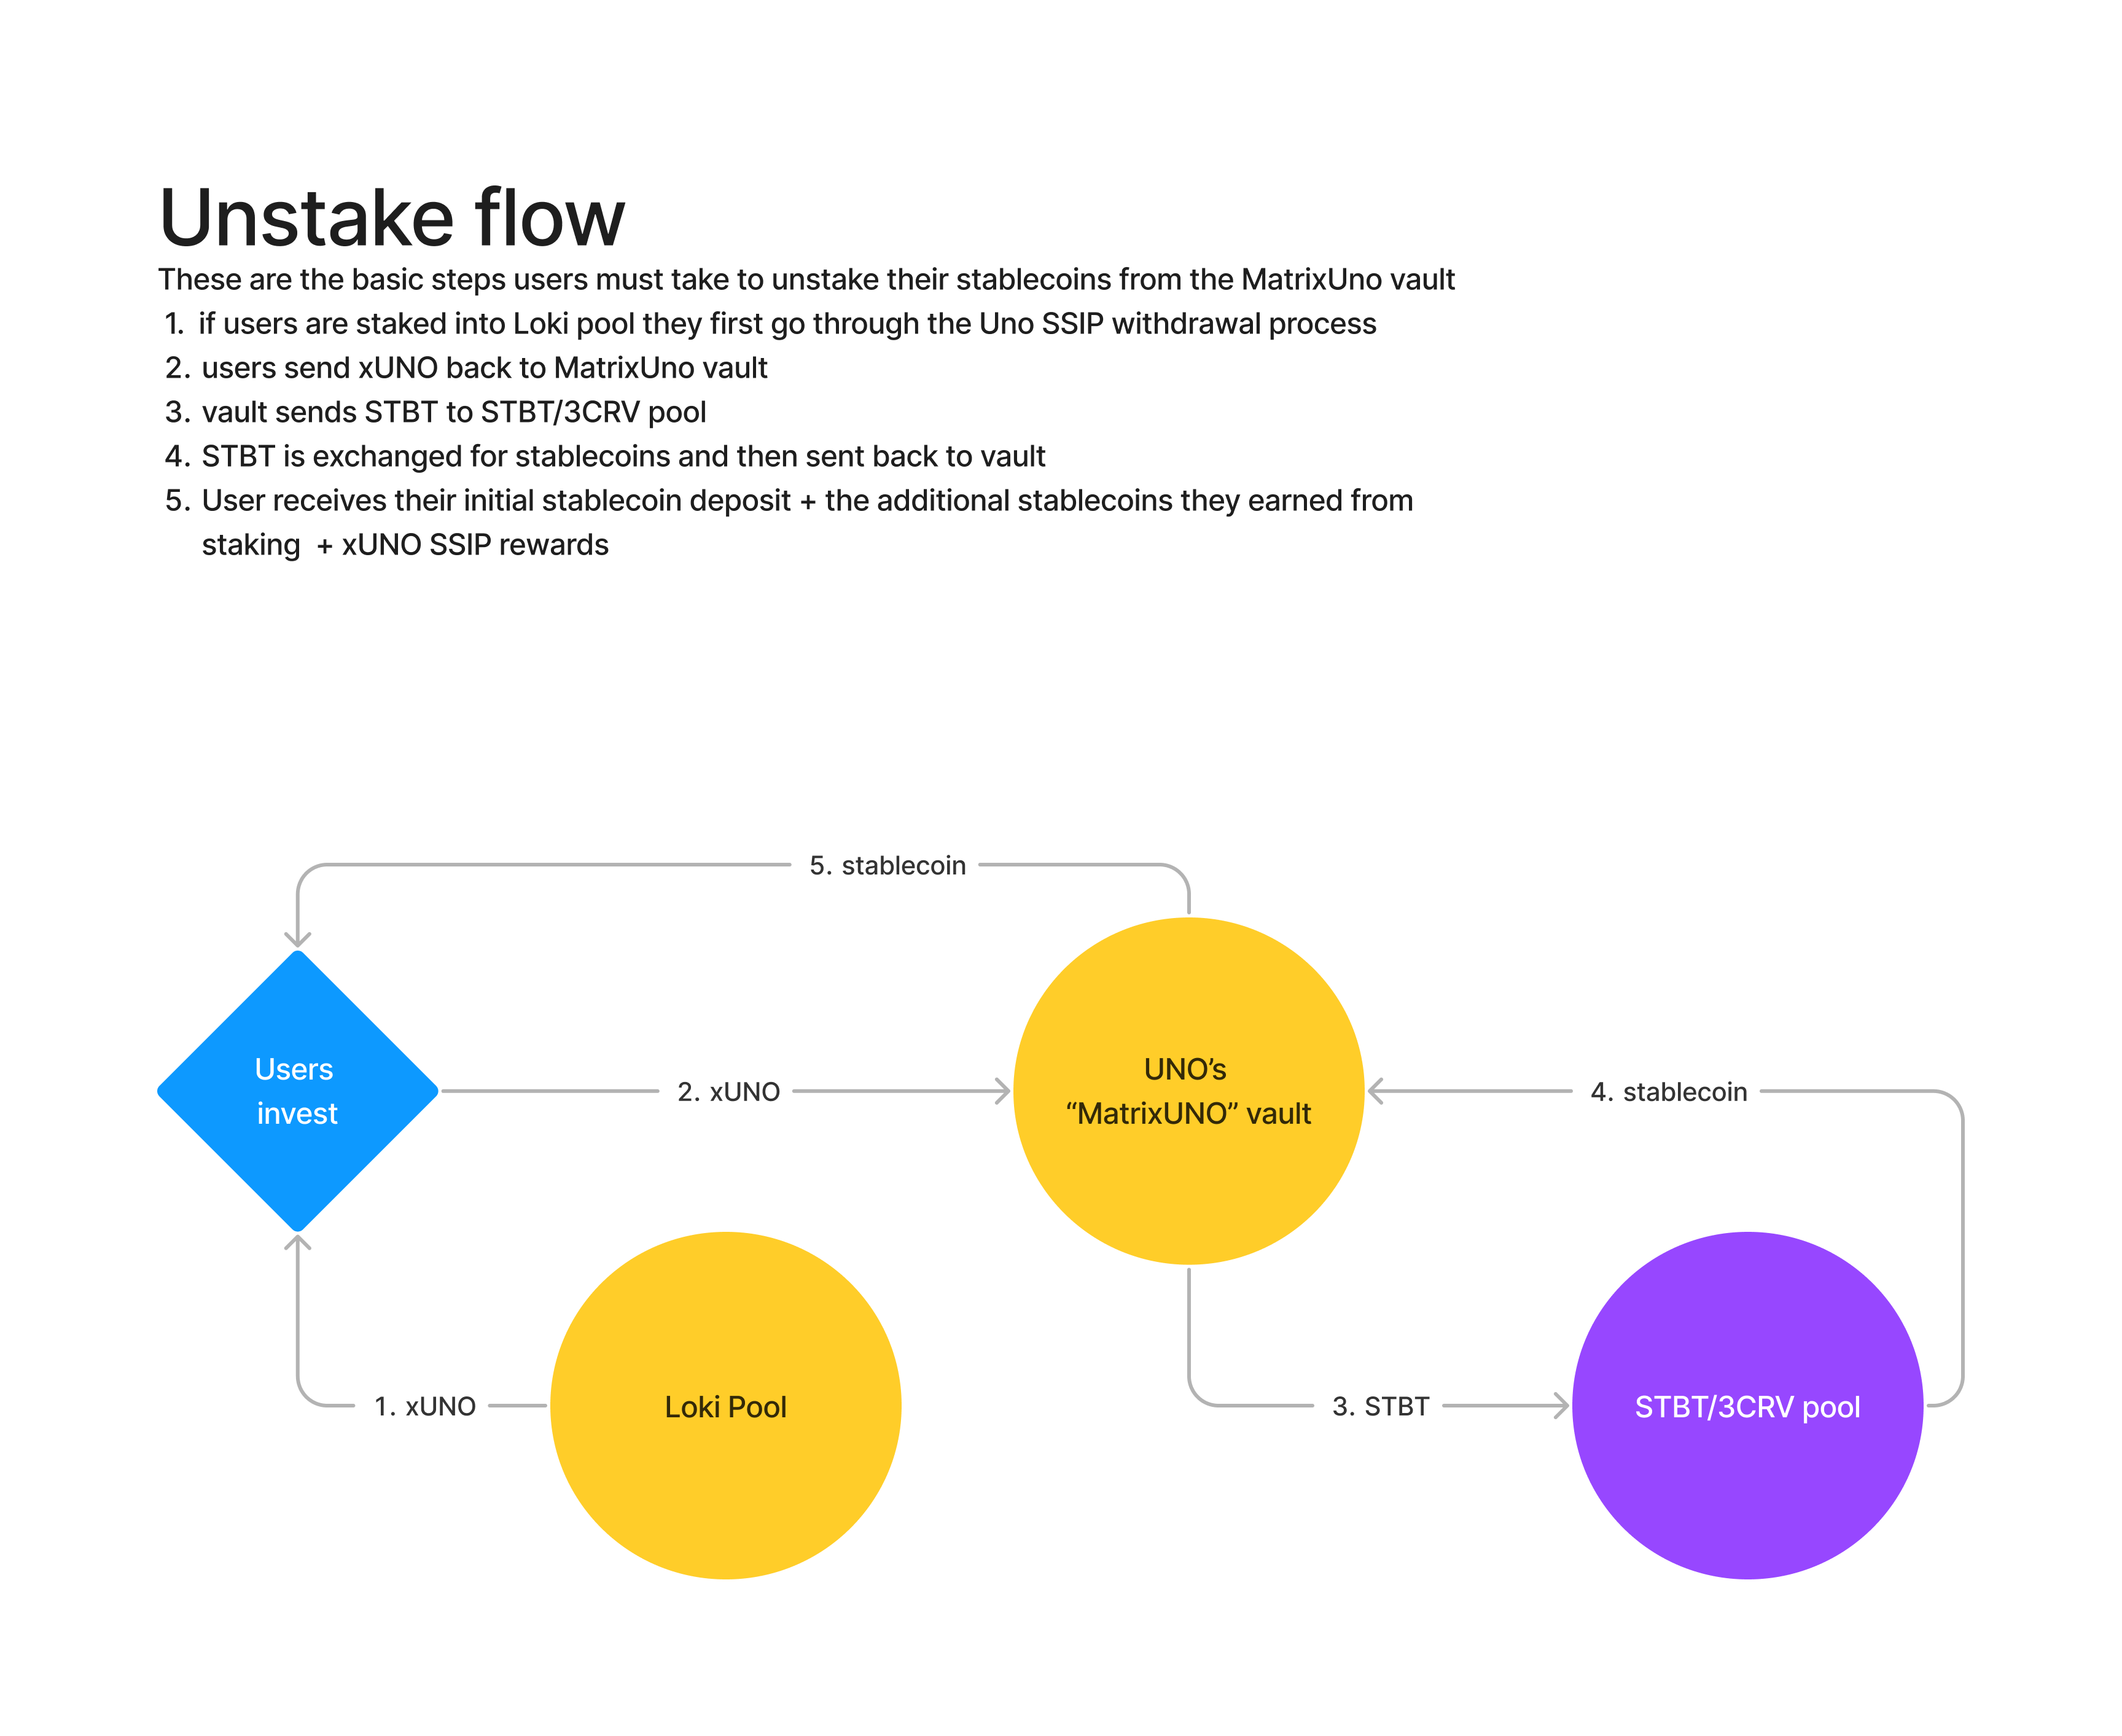 Unstake flow
These are the basic steps users must take to unstake their stablecoins from the MatrixUno vault
1. if users are staked into Loki pool they first go through the Uno SSIP withdrawal process
2. users send xUNO back to MatrixUno vault
3. vault sends STBT to STBT/3CRV pool
4. STBT is exchanged for stablecoins and then sent back to vault
5. User receives their initial stablecoin deposit + the additional stablecoins they earned from
staking  + xUNO SSIP rewards
5. stablecoin
Users
invest
2. xUNO
UNO’s
“MatrixUNO” vault
4. stablecoin
1. xUNO
Loki Pool
3. STBT
STBT/3CRV pool